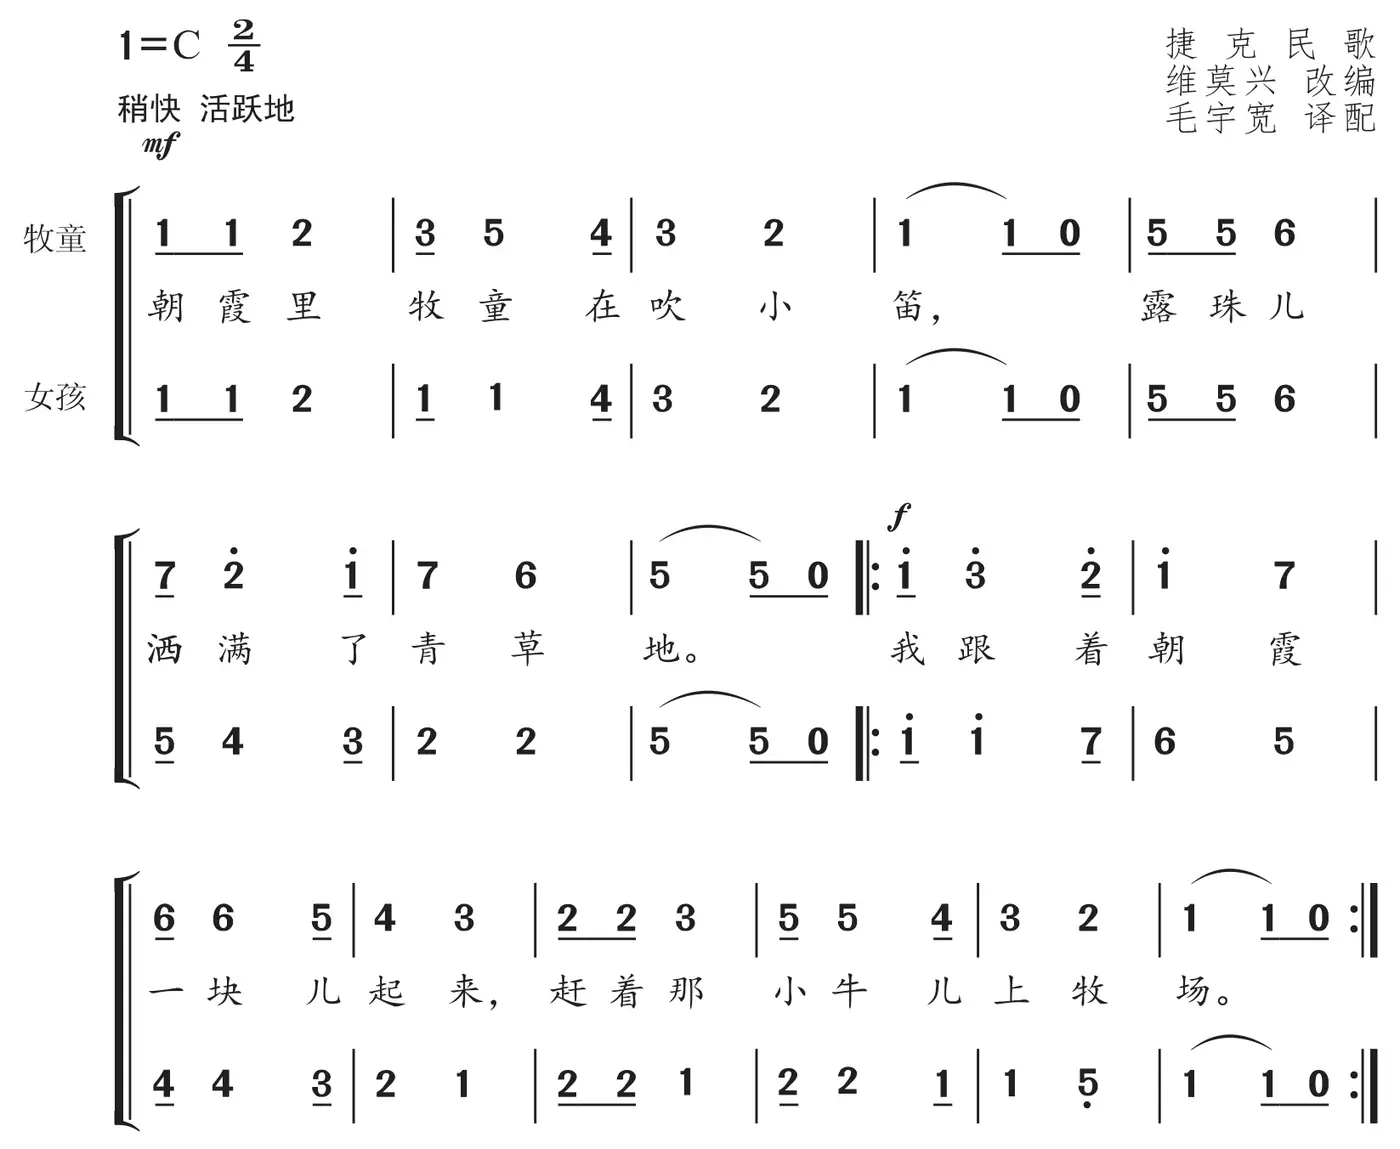 1=C 2/4
捷克民歌
维莫兴 改编
毛宇宽 译配
稍快 活跃地
mf
牧童 1 1 2 | 3 5 4 | 3 2 | 1 1 0 | 5 5 6 |
朝霞里 牧童在吹小笛, 露珠儿
女孩 1 1 2 | 1 1 4 | 3 2 | 1 1 0 | 5 5 6 |
f
7 2̇ 1̇ | 7 6 | 5 5 0 |: 1̇ 3̇ 2̇ | 1̇ 7 |
洒满了青草地。 我跟着朝霞
5 4 3 | 2 2 | 5 5 0 |: 1̇ 1̇ 7 | 6 5 |
6 6 5 | 4 3 | 2 2 3 | 5 5 4 | 3 2 | 1 1 0 :|
一块儿起来, 赶着那小牛儿上牧场。
4 4 3 | 2 1 | 2 2 1 | 2 2 1 | 1 5̣ | 1 1 0 :|